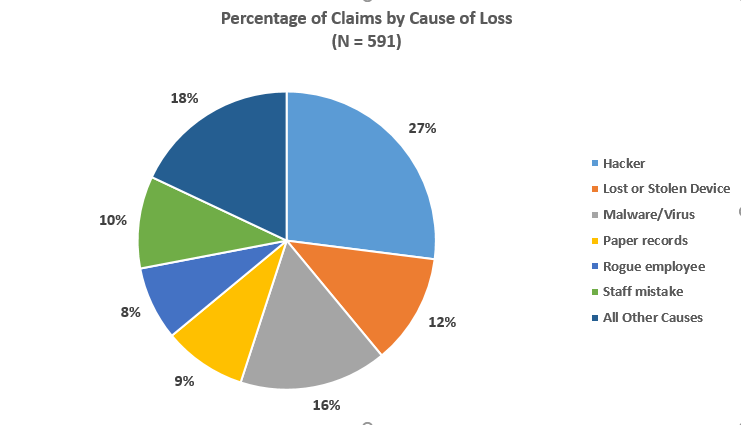 Percentage of Claims by Cause of Loss
(N = 591)
18%
27%
10%
8%
12%
9%
16%
Hacker
Lost or Stolen Device
Malware/Virus
Paper records
Rogue employee
Staff mistake
All Other Causes